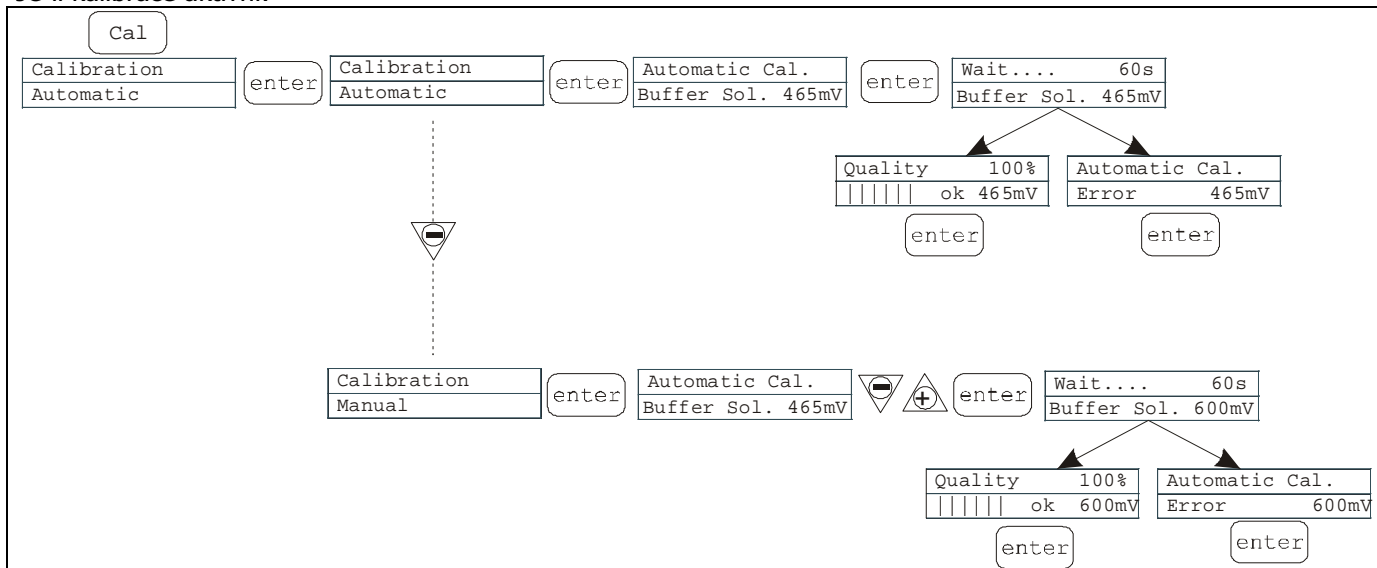 Cal
Calibration
Automatic
enter
Calibration
Automatic
enter
Automatic Cal.
Buffer Sol. 465mV
enter
Wait.... 60s
Buffer Sol. 465mV
Quality 100%
|||||| ok 465mV
enter
Automatic Cal.
Error 465mV
enter
Calibration
Manual
enter
Automatic Cal.
Buffer Sol. 465mV
enter
Wait.... 60s
Buffer Sol. 600mV
Quality 100%
|||||| ok 600mV
enter
Automatic Cal.
Error 600mV
enter